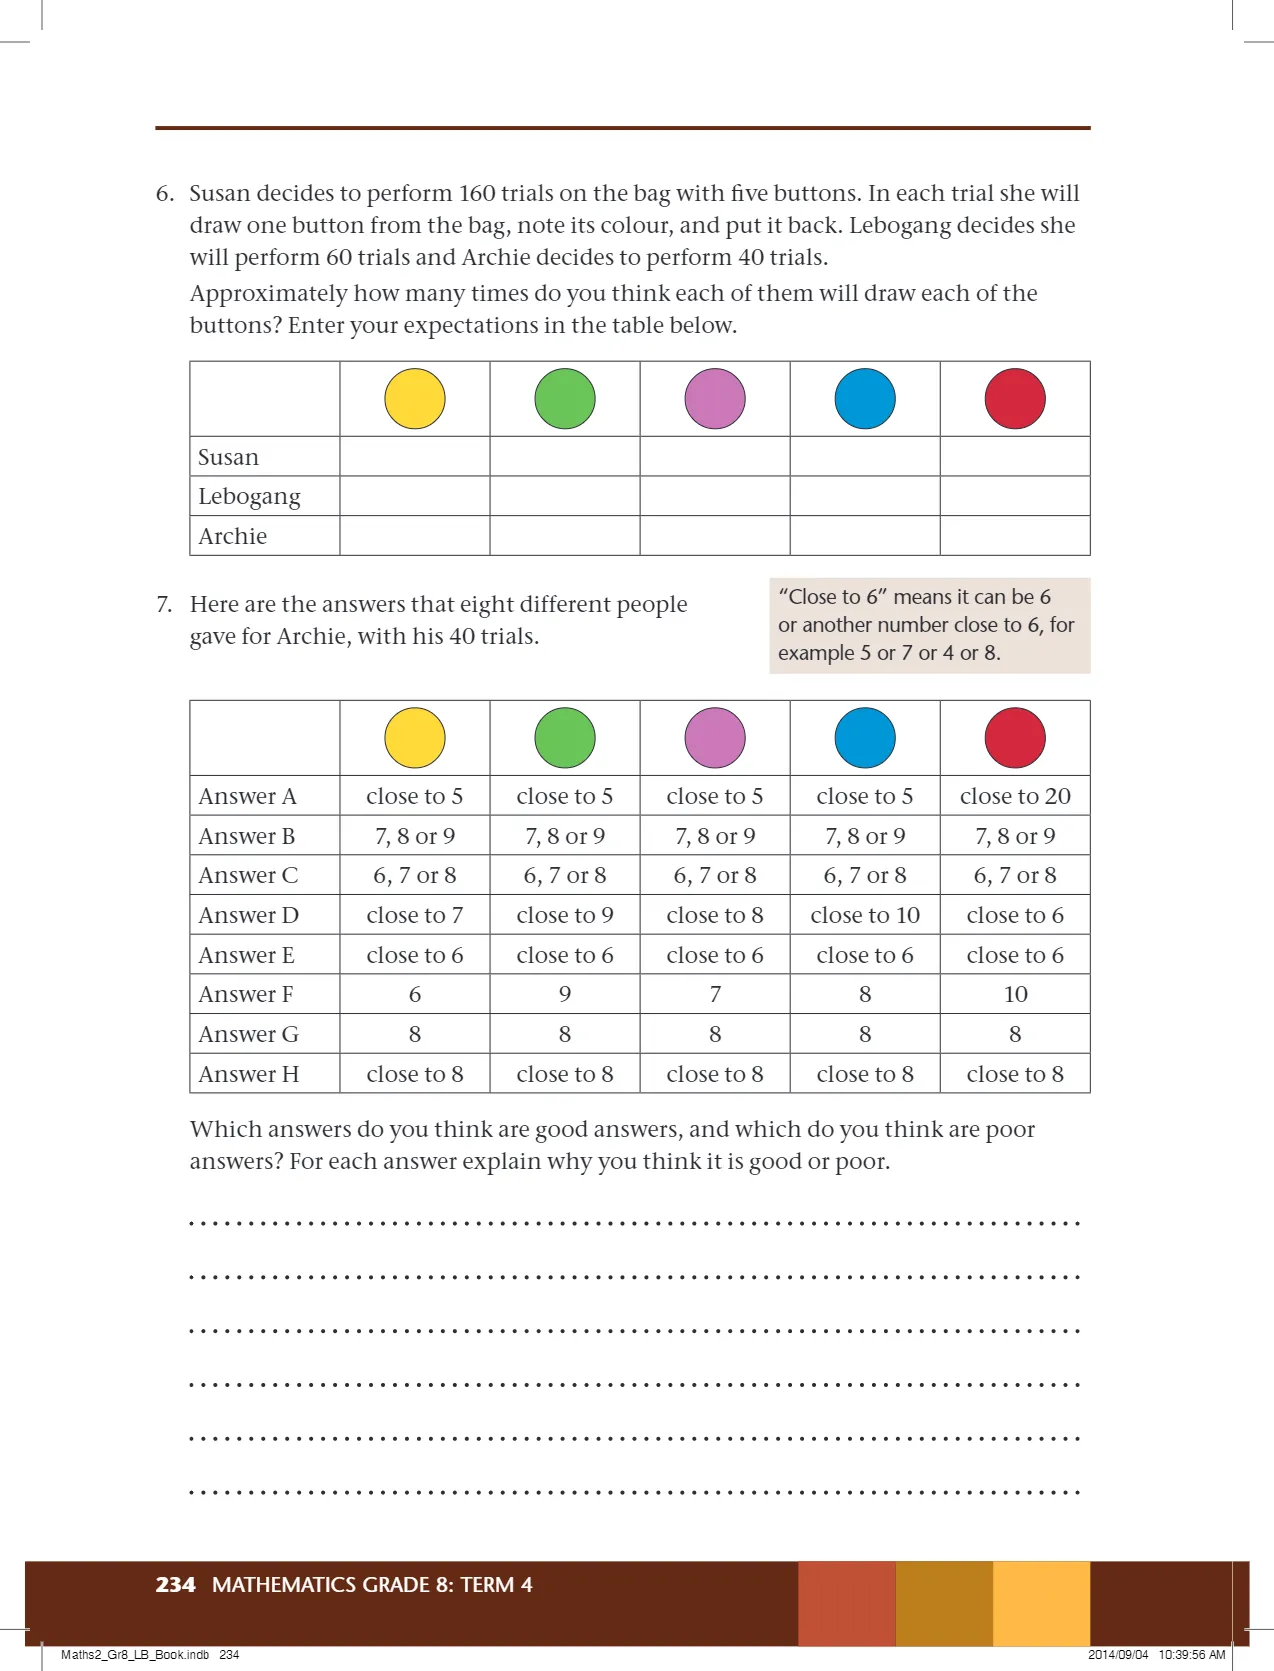 6. Susan decides to perform 160 trials on the bag with five buttons. In each trial she will
draw one button from the bag, note its colour, and put it back. Lebogang decides she
will perform 60 trials and Archie decides to perform 40 trials.
Approximately how many times do you think each of them will draw each of the
buttons? Enter your expectations in the table below.
Susan
Lebogang
Archie
7. Here are the answers that eight different people
gave for Archie, with his 40 trials.
“Close to 6” means it can be 6
or another number close to 6, for
example 5 or 7 or 4 or 8.
Answer A close to 5 close to 5 close to 5 close to 5 close to 20
Answer B 7, 8 or 9 7, 8 or 9 7, 8 or 9 7, 8 or 9 7, 8 or 9
Answer C 6, 7 or 8 6, 7 or 8 6, 7 or 8 6, 7 or 8 6, 7 or 8
Answer D close to 7 close to 9 close to 8 close to 10 close to 6
Answer E close to 6 close to 6 close to 6 close to 6 close to 6
Answer F 6 9 7 8 10
Answer G 8 8 8 8 8
Answer H close to 8 close to 8 close to 8 close to 8 close to 8
Which answers do you think are good answers, and which do you think are poor
answers? For each answer explain why you think it is good or poor.
234 MATHEMATICS GRADE 8: TERM 4
Maths2_Gr8_LB_Book.indb 234 2014/09/04 10:39:56 AM